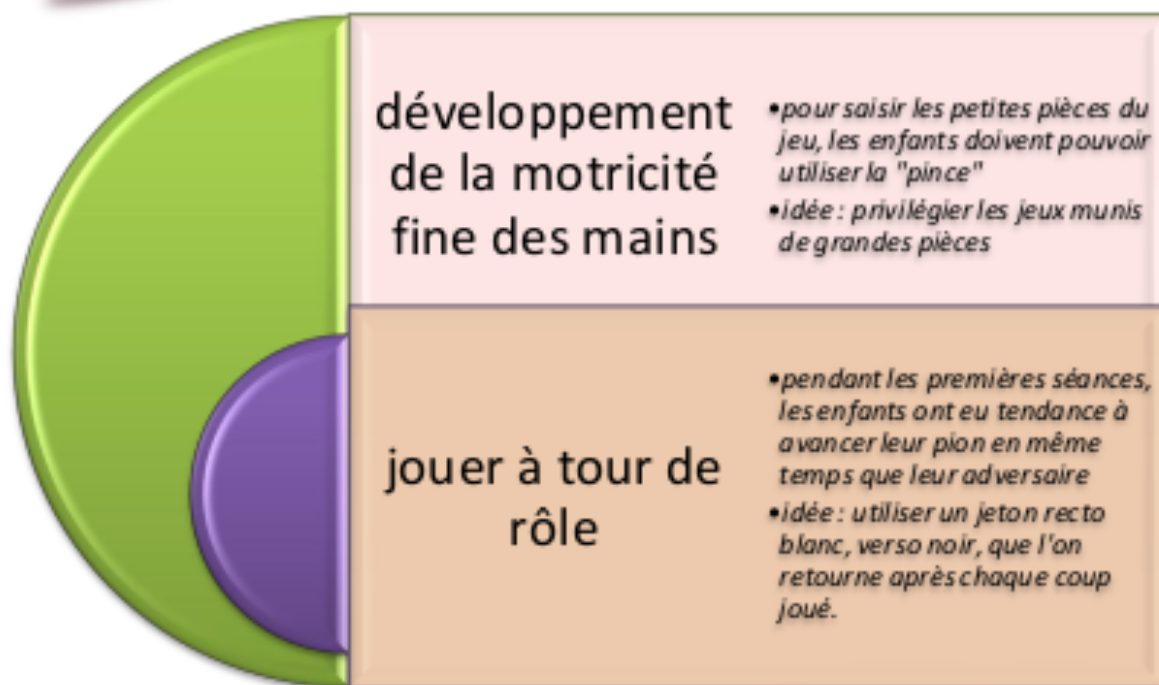 développement
de la motricité
fine des mains
•pour saisir les petites pièces du
jeu, les enfants doivent pouvoir
utiliser la "pince"
•idée : privilégier les jeux munis
de grandes pièces
jouer à tour de
rôle
•pendant les premières séances,
les enfants ont eu tendance à
avancer leur pion en même
temps que leur adversaire
•idée : utiliser un jeton recto
blanc, verso noir, que l'on
retourne après chaque coup
joué.